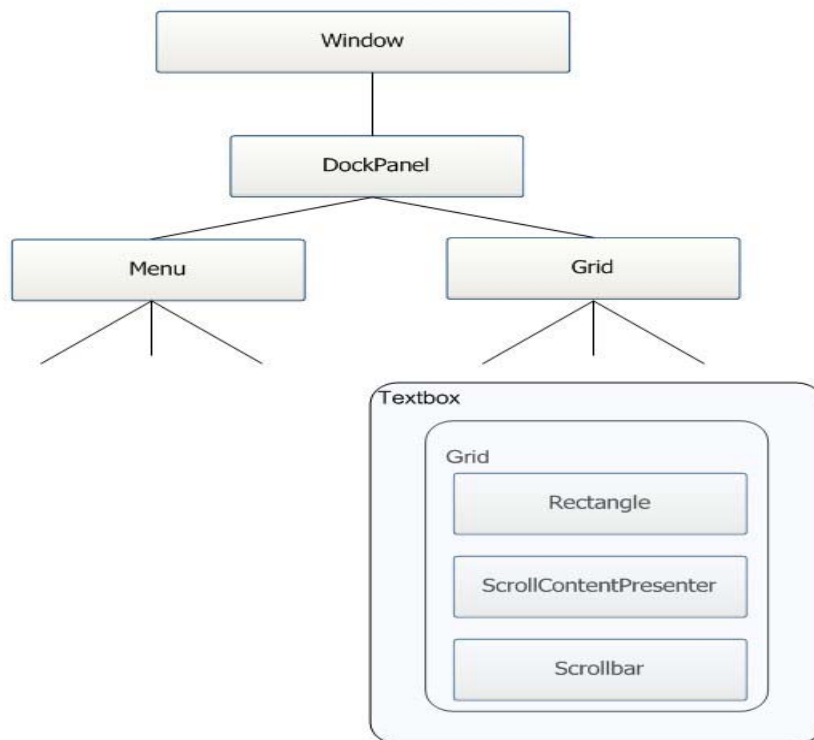 Window
DockPanel
Menu
Grid
Textbox
Grid
Rectangle
ScrollContentPresenter
Scrollbar